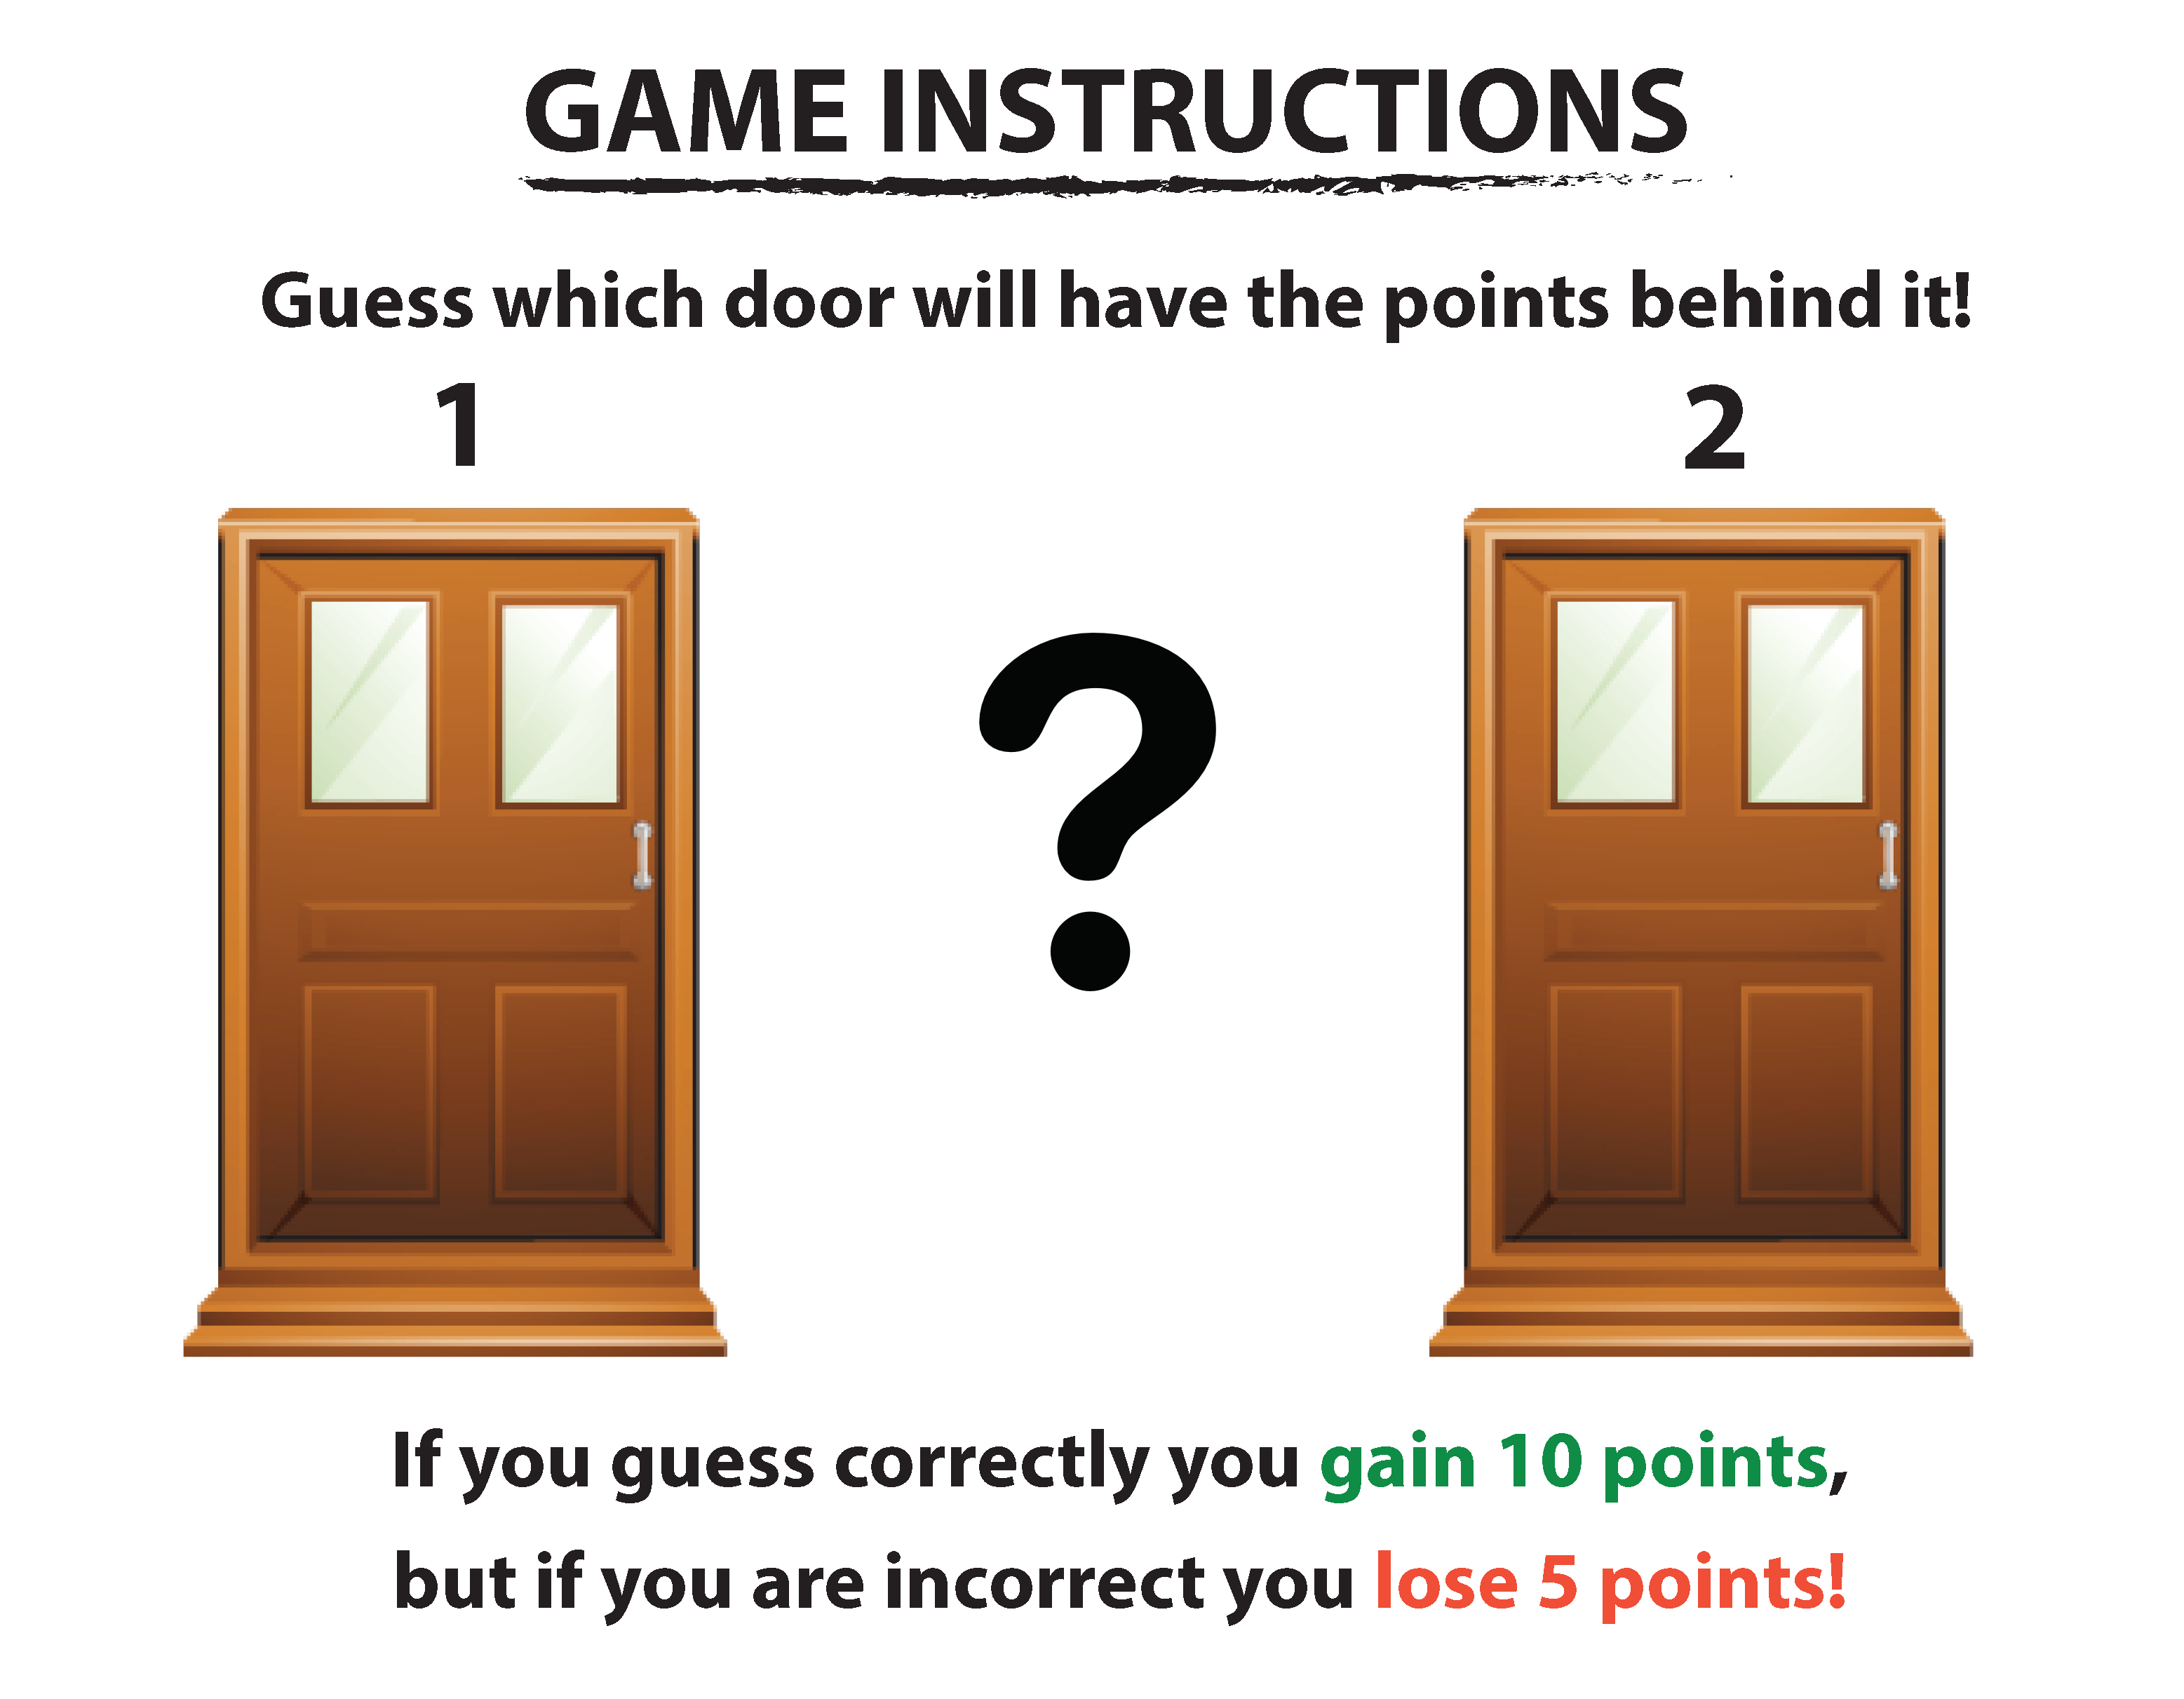 GAME INSTRUCTIONS
Guess which door will have the points behind it!
1 2
?
If you guess correctly you gain 10 points,
but if you are incorrect you lose 5 points!